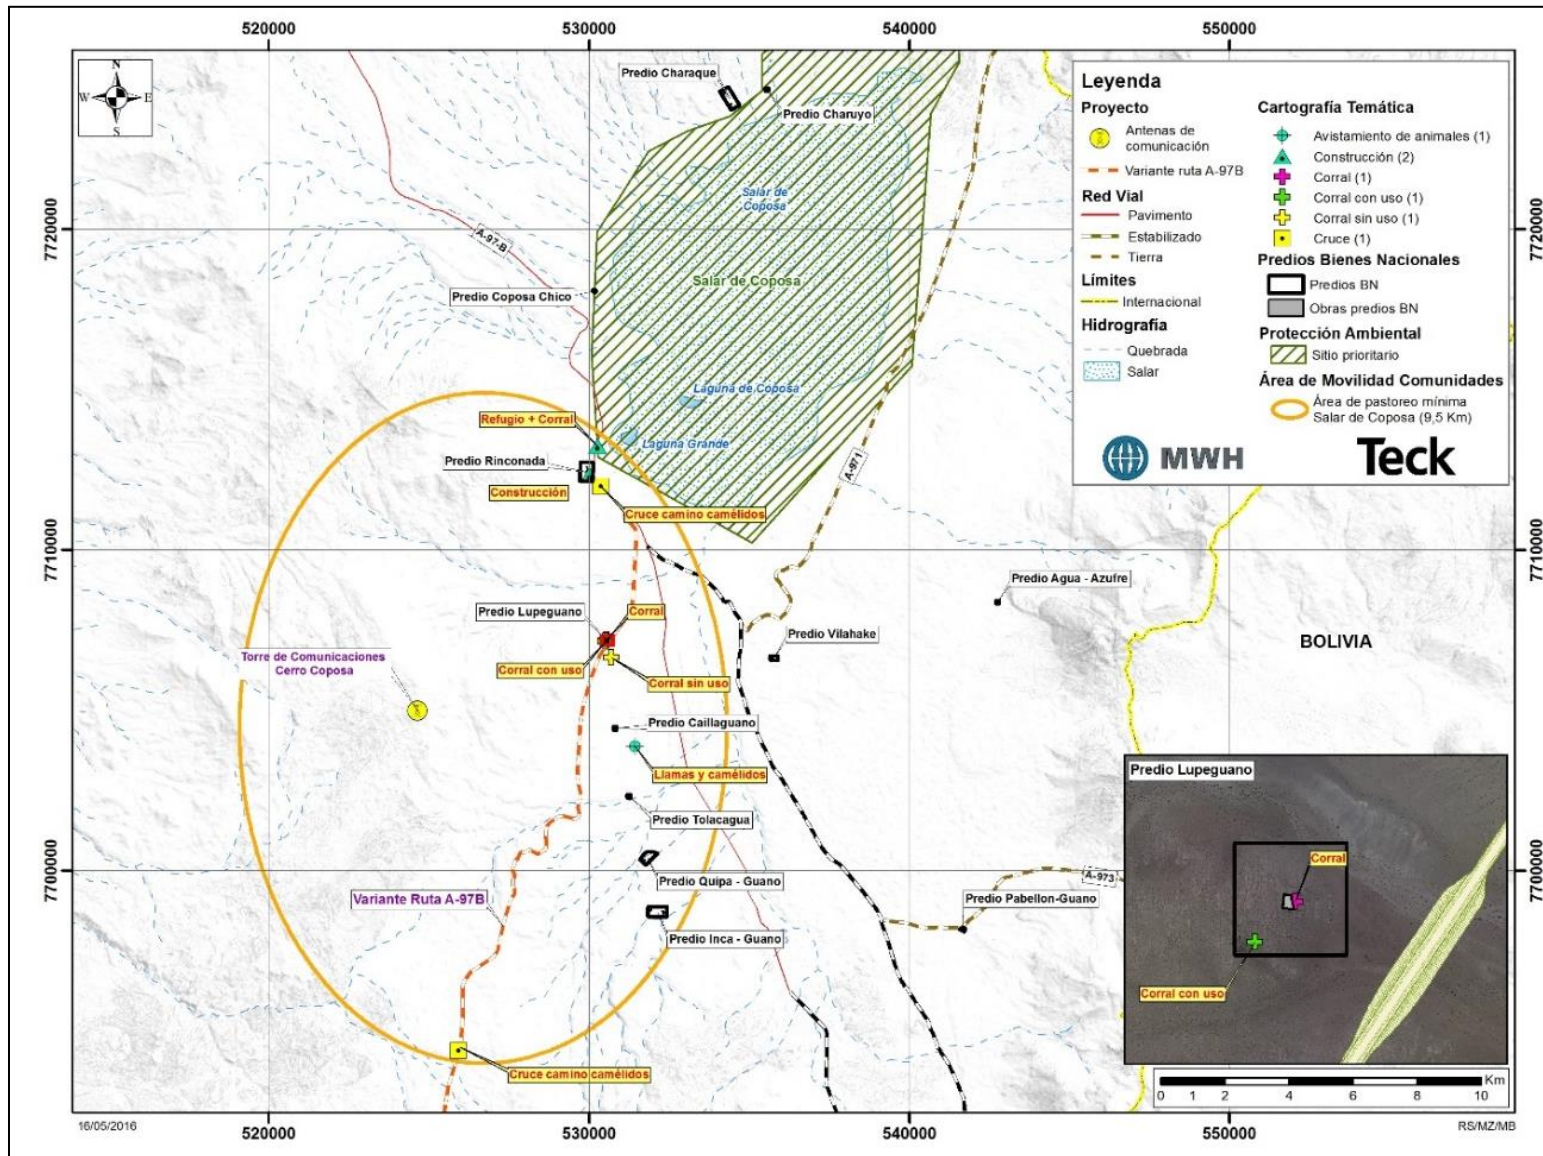 520000
530000
540000
550000
N
W
E
S
Predio Charaque
Predio Charuyo
Salar de
Coposa
A-97-B
Salar de Coposa
Predio Coposa Chico
Laguna de Coposa
Refugio + Corral
Laguna Grande
Predio Rinconada
Construcción
A-971
Cruce camino camélidos
7720000
7710000
7700000
7720000
7710000
7700000
Predio Agua - Azufre
Predio Lupeguano
Corral
Predio Vilahake
BOLIVIA
Torre de Comunicaciones
Cerro Coposa
Corral con uso
Corral sin uso
Predio Caillaguano
Llamas y camélidos
Predio Tolacagua
Predio Quipa - Guano
A-973
Variante Ruta A-97B
Predio Pabellon-Guano
Predio Inca - Guano
Cruce camino camélidos
Leyenda
Proyecto
Antenas de
comunicación
Variante ruta A-97B
Red Vial
Pavimento
Estabilizado
Tierra
Límites
Internacional
Hidrografía
Quebrada
Salar
Cartografía Temática
Avistamiento de animales (1)
Construcción (2)
Corral (1)
Corral con uso (1)
Corral sin uso (1)
Cruce (1)
Predios Bienes Nacionales
Predios BN
Obras predios BN
Protección Ambiental
Sitio prioritario
Área de Movilidad Comunidades
Área de pastoreo mínima
Salar de Coposa (9,5 Km)
MWH
Teck
Predio Lupeguano
Corral
Corral con uso
Km
0 1 2 4 6 8 10
16/05/2016
RS/MZ/MB
520000
530000
540000
550000